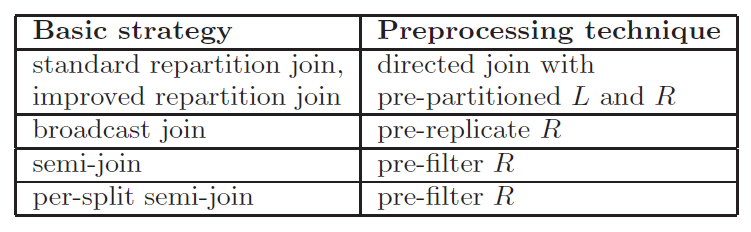 Basic strategy Preprocessing technique
standard repartition join, directed join with
improved repartition join pre-partitioned L and R
broadcast join pre-replicate R
semi-join pre-filter R
per-split semi-join pre-filter R